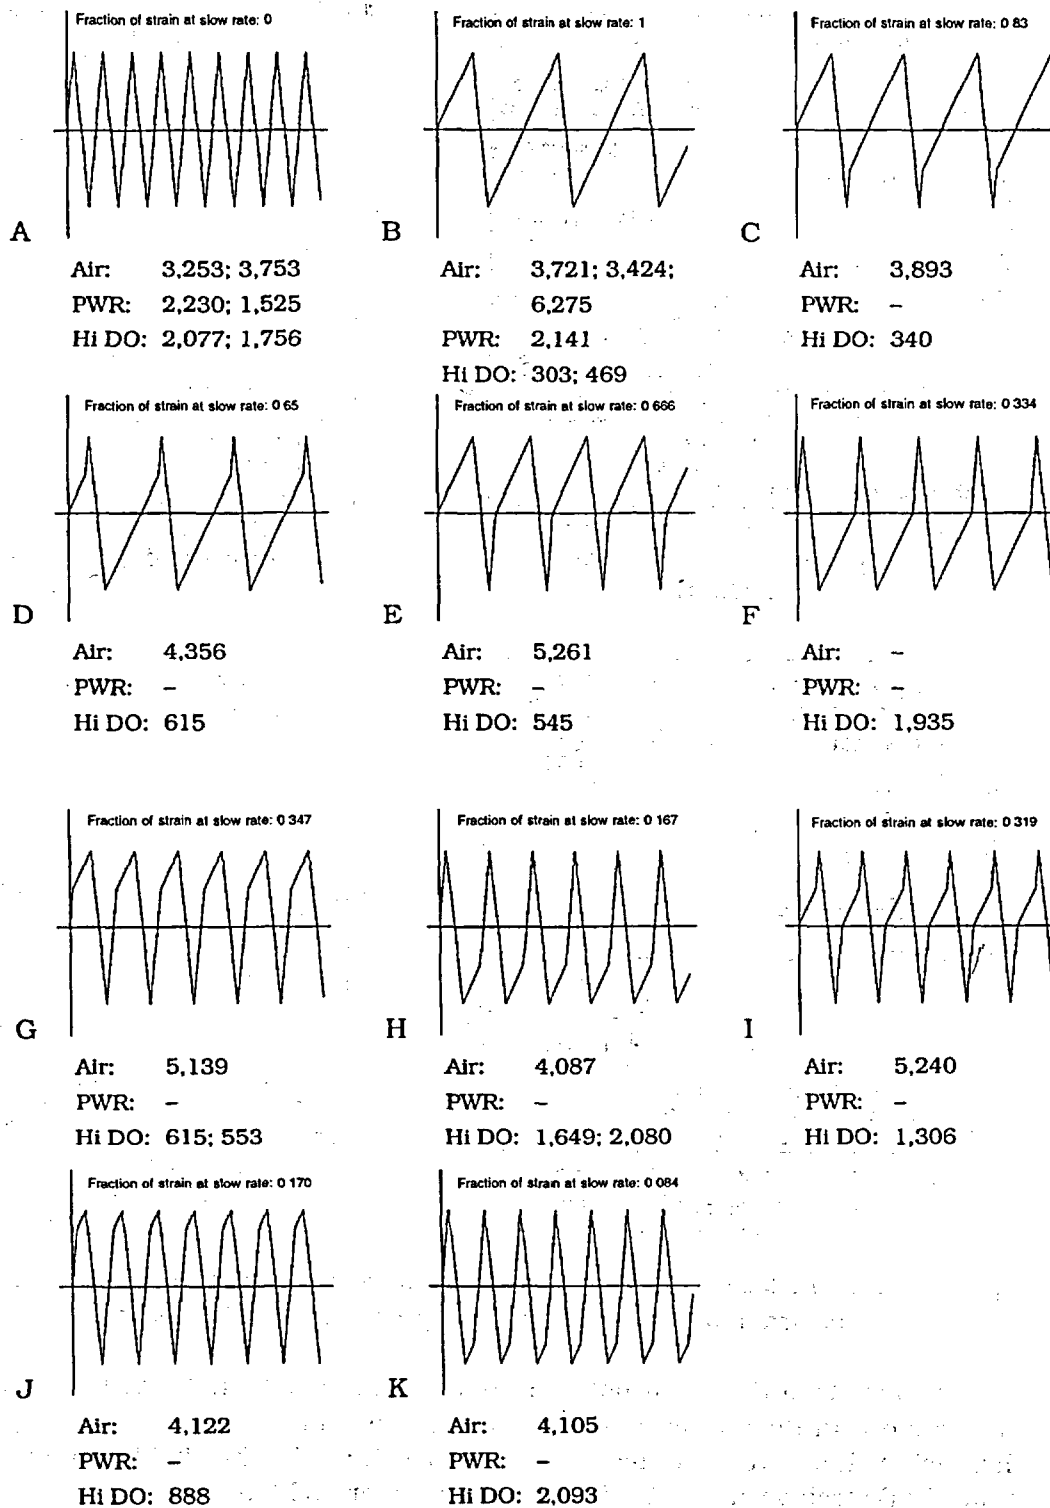 Fraction of strain at slow rate: 0
A
Air: 3,253; 3,753
PWR: 2,230; 1,525
Hi DO: 2,077; 1,756
Fraction of strain at slow rate: 1
B
Air: 3,721; 3,424;
6,275
PWR: 2,141
Hi DO: 303; 469
Fraction of strain at slow rate: 0 83
C
Air: 3,893
PWR: –
Hi DO: 340
Fraction of strain at slow rate: 0 65
D
Air: 4,356
PWR: –
Hi DO: 615
Fraction of strain at slow rate: 0 666
E
Air: 5,261
PWR: –
Hi DO: 545
Fraction of strain at slow rate: 0 334
F
Air: –
PWR: –
Hi DO: 1,935
Fraction of strain at slow rate: 0 347
G
Air: 5,139
PWR: –
Hi DO: 615; 553
Fraction of strain at slow rate: 0 167
H
Air: 4,087
PWR: –
Hi DO: 1,649; 2,080
Fraction of strain at slow rate: 0 319
I
Air: 5,240
PWR: –
Hi DO: 1,306
Fraction of strain at slow rate: 0 170
J
Air: 4,122
PWR: –
Hi DO: 888
Fraction of strain at slow rate: 0 084
K
Air: 4,105
PWR: –
Hi DO: 2,093